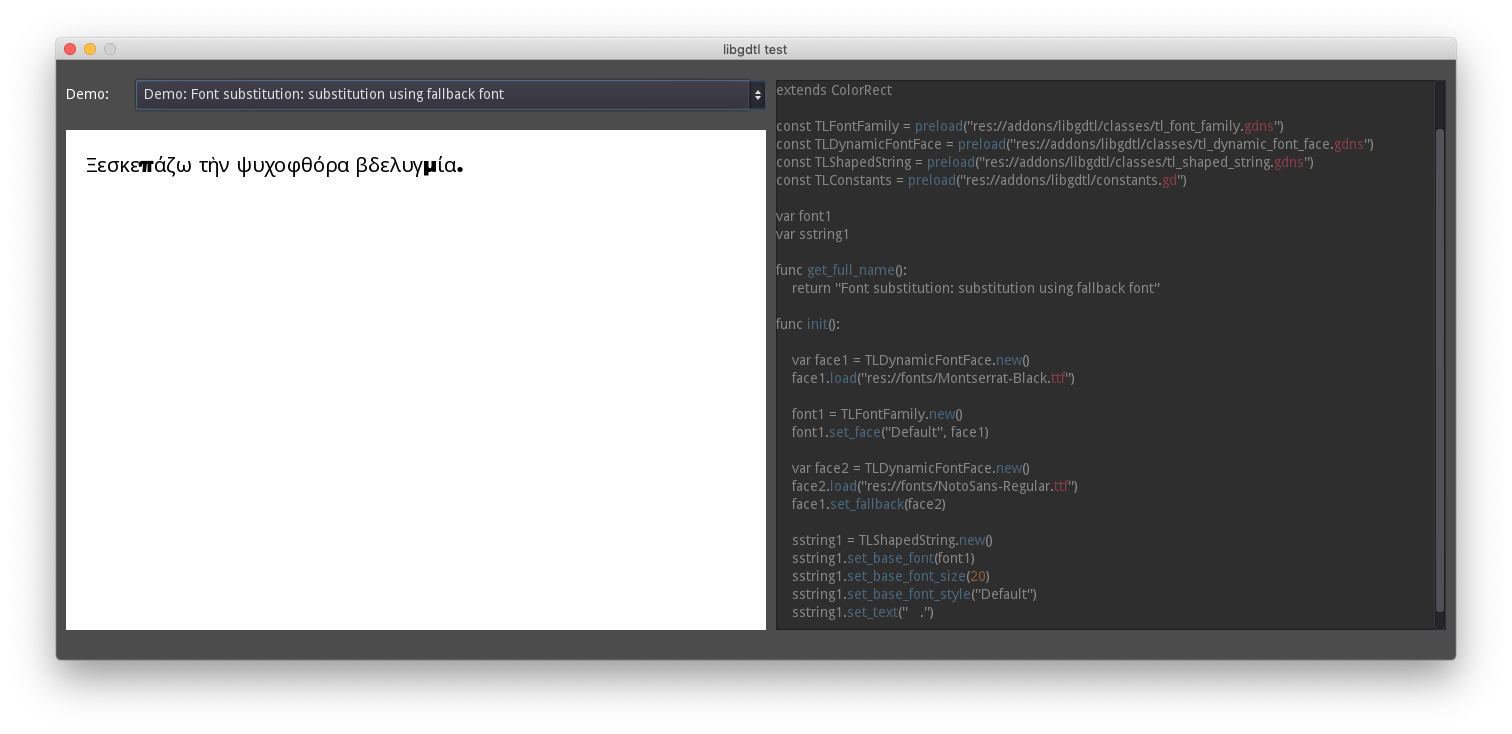 libgdtl test
Demo:
Demo: Font substitution: substitution using fallback font
Ξεσκεπάζω τὴν ψυχοφθόρα βδελυγμία.
extends ColorRect
const TLFontFamily = preload("res://addons/libgdtl/classes/tl_font_family.gdns")
const TLDynamicFontFace = preload("res://addons/libgdtl/classes/tl_dynamic_font_face.gdns")
const TLShapedString = preload("res://addons/libgdtl/classes/tl_shaped_string.gdns")
const TLConstants = preload("res://addons/libgdtl/constants.gd")
var font1
var sstring1
func get_full_name():
return "Font substitution: substitution using fallback font"
func init():
var face1 = TLDynamicFontFace.new()
face1.load("res://fonts/Montserrat-Black.ttf")
font1 = TLFontFamily.new()
font1.set_face("Default", face1)
var face2 = TLDynamicFontFace.new()
face2.load("res://fonts/NotoSans-Regular.ttf")
face1.set_fallback(face2)
sstring1 = TLShapedString.new()
sstring1.set_base_font(font1)
sstring1.set_base_font_size(20)
sstring1.set_base_font_style("Default")
sstring1.set_text("   .")